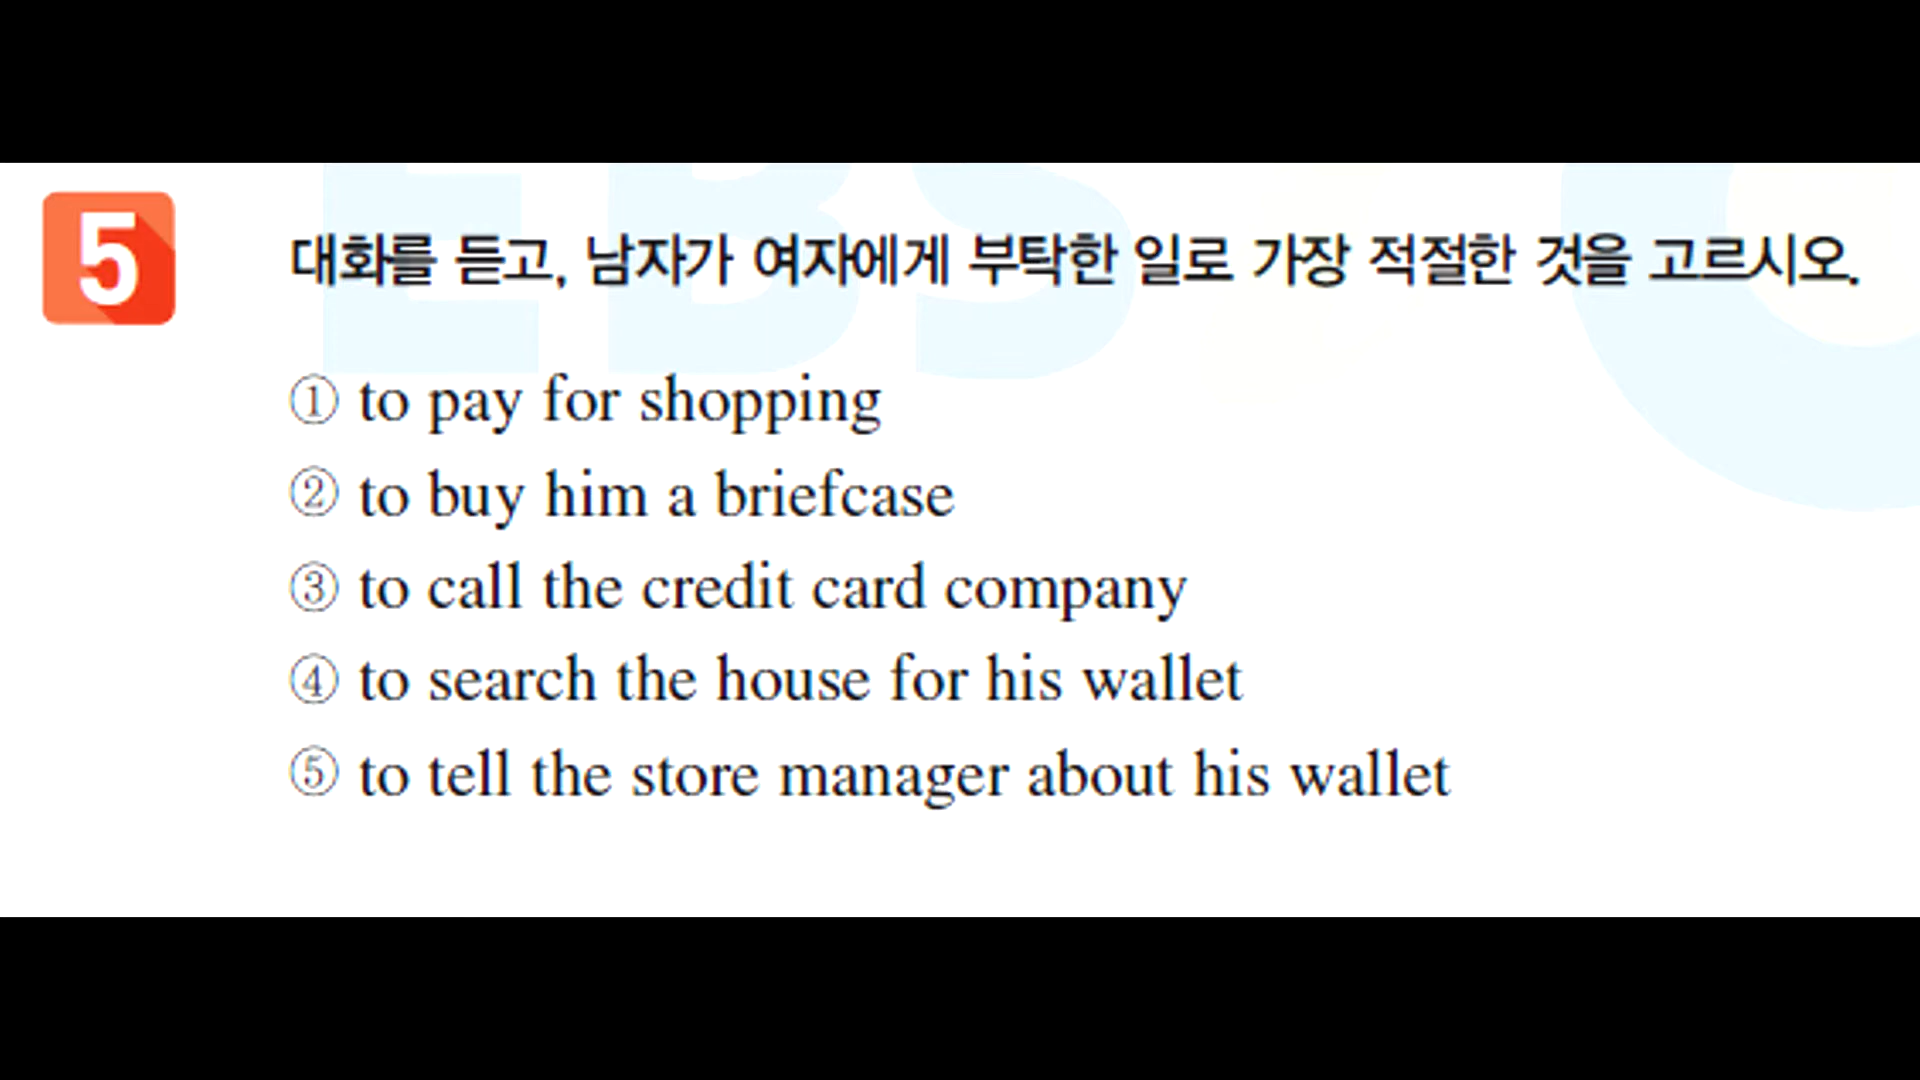 5
대화를 듣고, 남자가 여자에게 부탁한 일로 가장 적절한 것을 고르시오.
① to pay for shopping
② to buy him a briefcase
③ to call the credit card company
④ to search the house for his wallet
⑤ to tell the store manager about his wallet
EBS